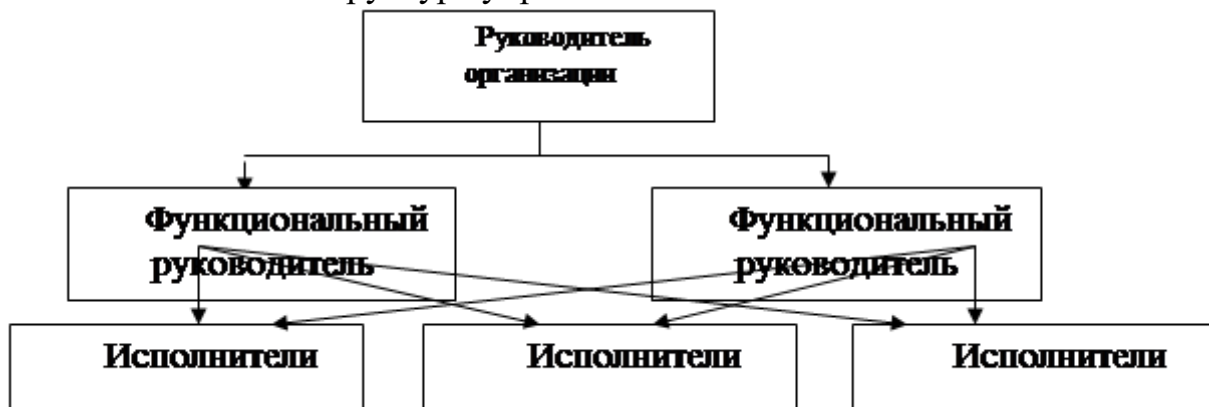 Руководитель
организации
Функциональный
Функциональный
руководитель
руководитель
Исполнители
Исполнители
Исполнители